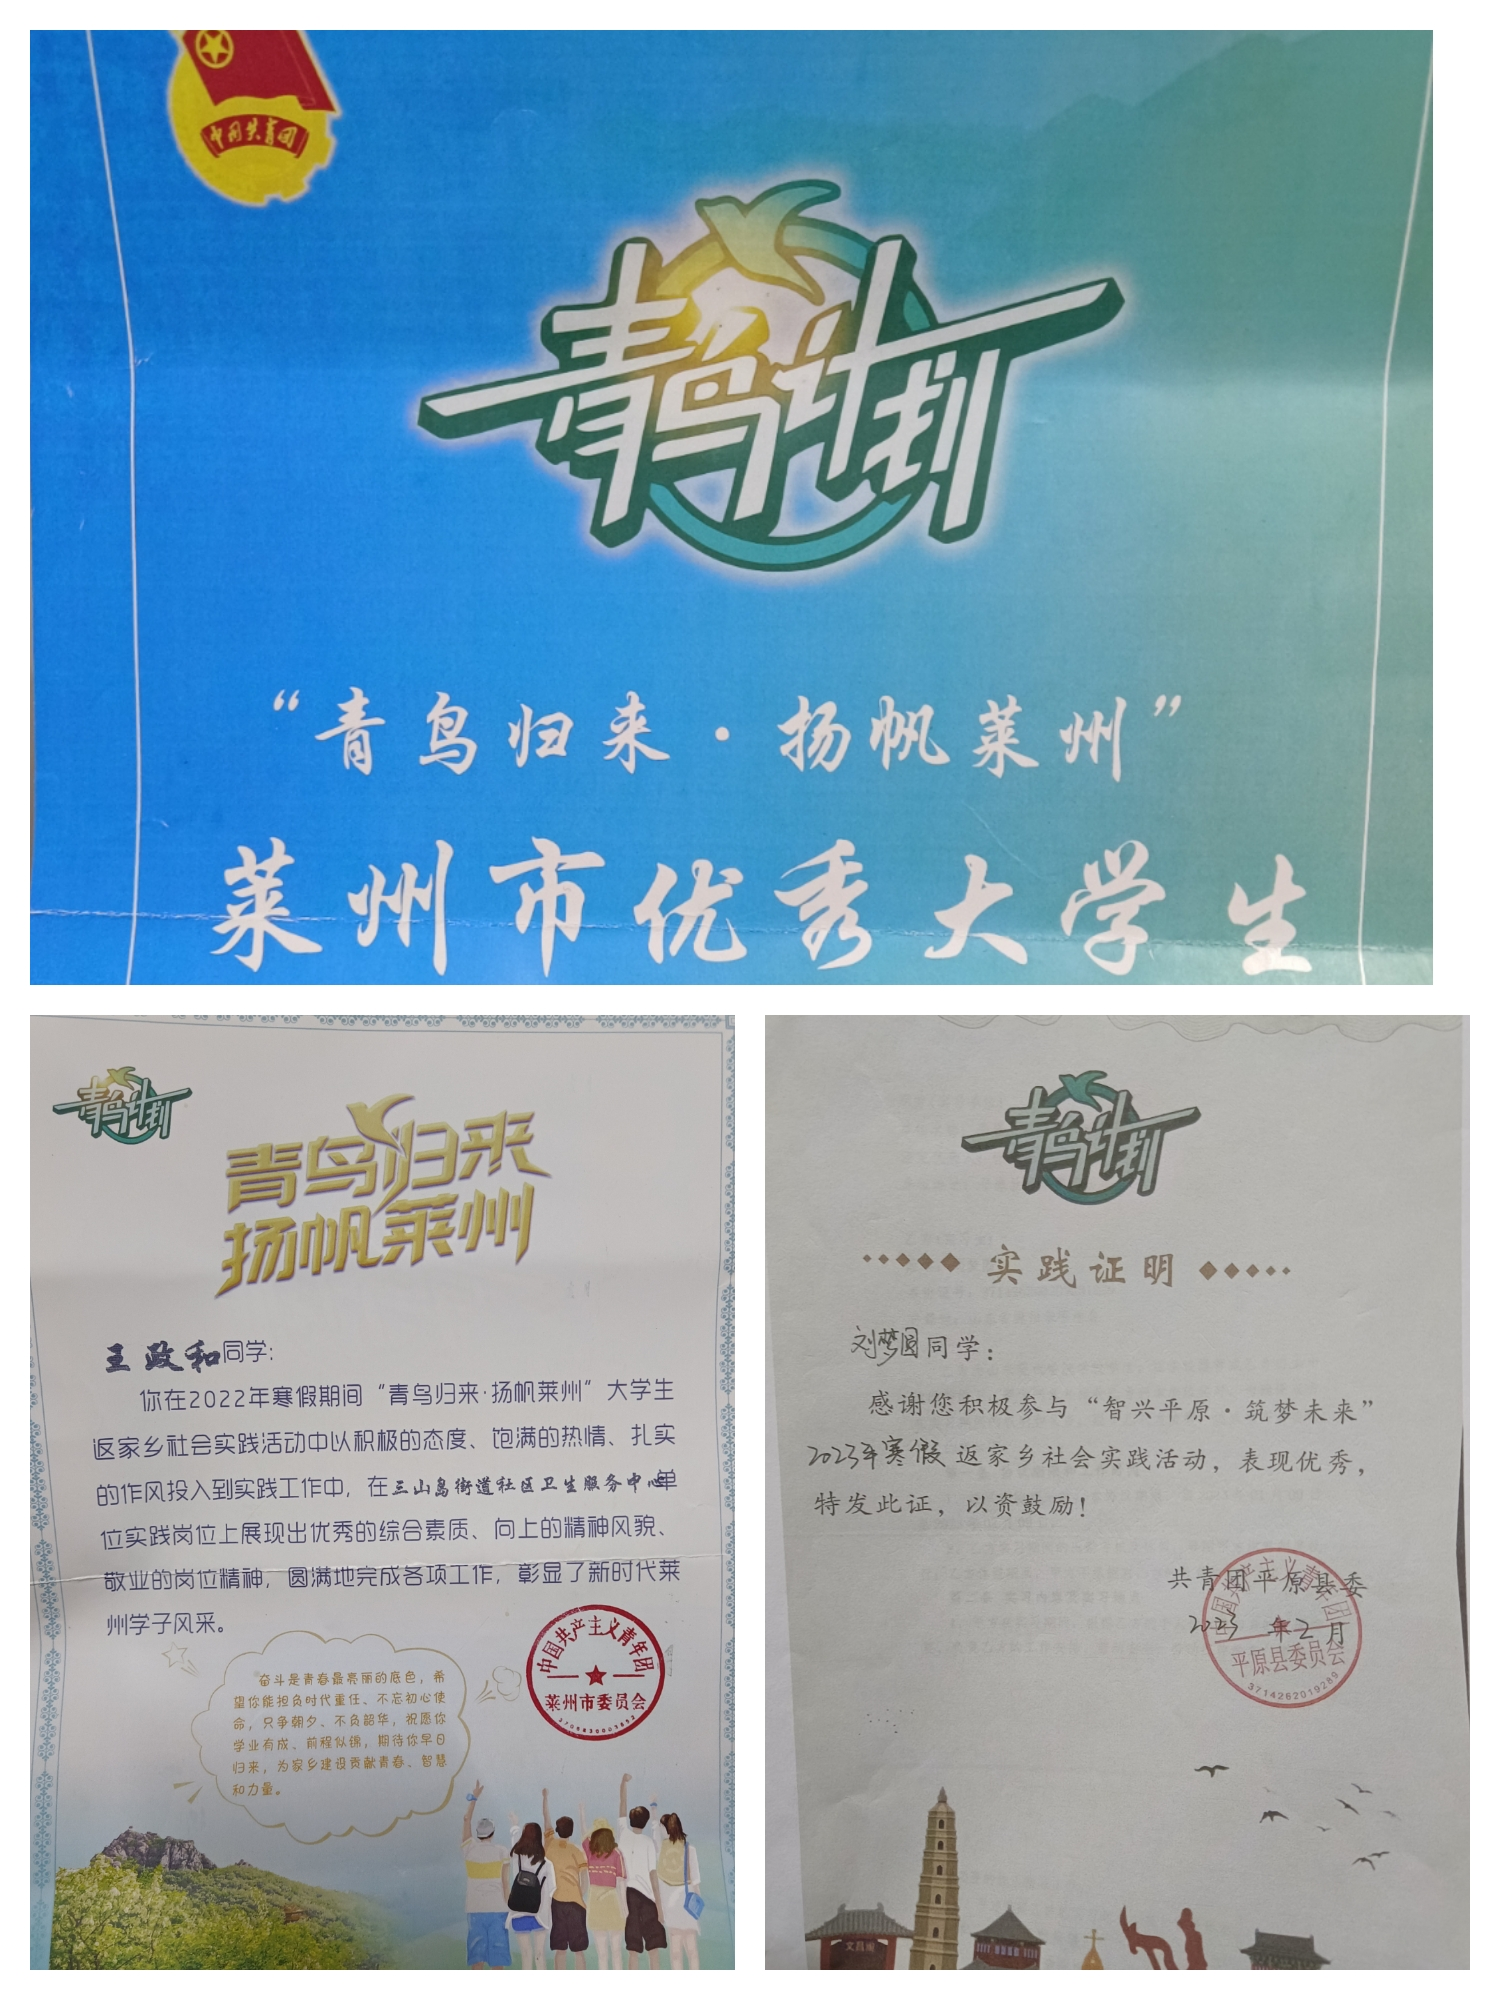 中国共青团
青鸟计划
“青鸟归来·扬帆莱州”
莱州市优秀大学生
青鸟计划
青鸟归来
扬帆莱州
王政和同学:
你在2022年寒假期间“青鸟归来·扬帆莱州”大学生
返家乡社会实践活动中以积极的态度、饱满的热情、扎实
的作风投入到实践工作中，在三山岛街道社区卫生服务中心单
位实践岗位上展现出优秀的综合素质、向上的精神风貌、
敬业的岗位精神，圆满地完成各项工作，彰显了新时代莱
州学子风采。
奋斗是青春最亮丽的底色，希
望你能担负时代重任、不忘初心使
命，只争朝夕、不负韶华，祝愿你
学业有成、前程似锦，期待你早日
归来，为家乡建设贡献青春、智慧
和力量。
中国共产主义青年团
莱州市委员会
青鸟计划
实践证明
刘梦圆同学：
感谢您积极参与“智兴平原·筑梦未来”
2023年寒假返家乡社会实践活动，表现优秀，
特发此证，以资鼓励！
共青团平原县委
2023年2月
中国共产主义青年团
平原县委员会
3714262019289
文昌阁